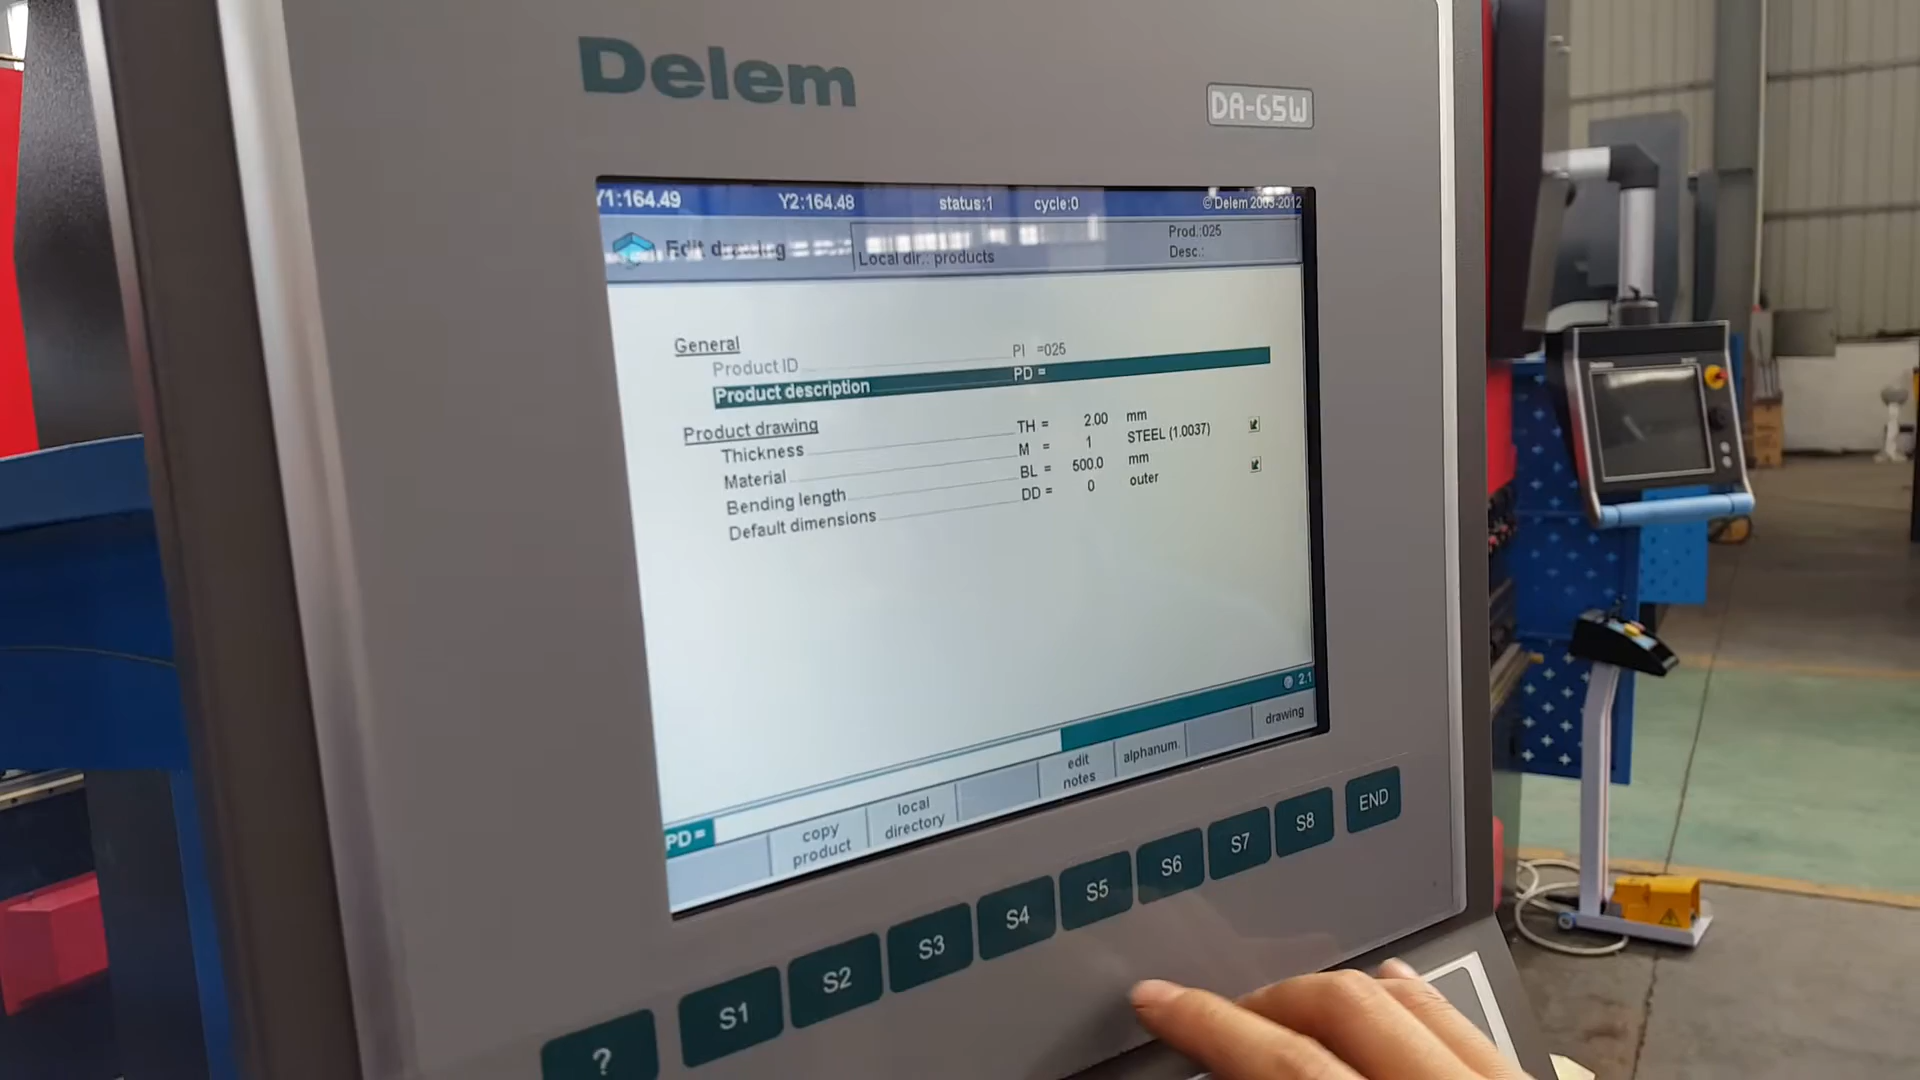 Delem
DA-65W
Y1:164.49 Y2:164.48 status:1 cycle:0 © Delem 2003-2012
Edit drawing Local dir.: products Prod.:025
Desc.:
General
Product ID PI =025
Product description PD =
Product drawing
Thickness TH = 2.00 mm
Material M = 1 STEEL (1.0037)
Bending length BL = 500.0 mm
Default dimensions DD = 0 outer
2.1
PD =
copy product
local directory
edit notes
alphanum.
drawing
? S1 S2 S3 S4 S5 S6 S7 S8 END